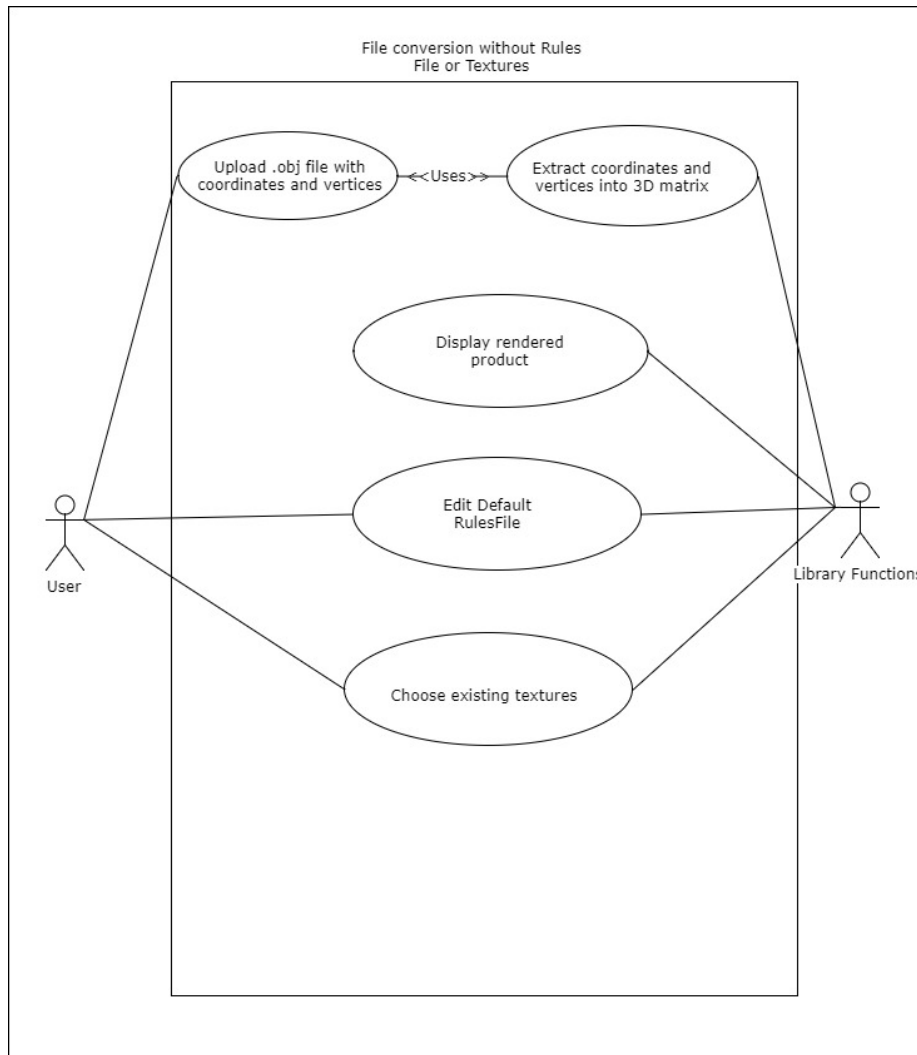 File conversion without Rules
File or Textures
Upload .obj file with
coordinates and vertices
<<Uses>>
Extract coordinates and
vertices into 3D matrix
Display rendered
product
Edit Default
RulesFile
User
Library Functions
Choose existing textures